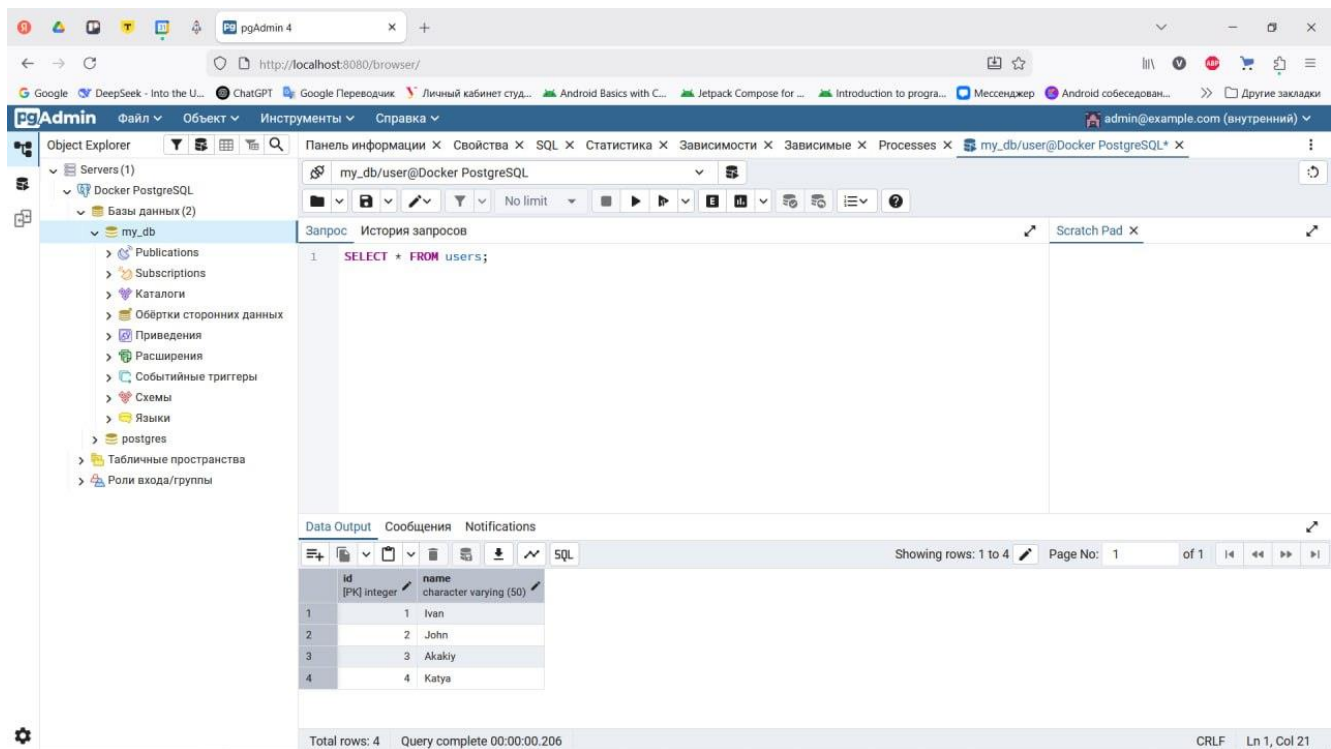 pgAdmin 4
http://localhost:8080/browser/
Google DeepSeek - Into the U... ChatGPT Google Переводчик Личный кабинет студ... Android Basics with C... Jetpack Compose for ... Introduction to progra... Мессенджер Android собеседован... Другие закладки
pgAdmin Файл Объект Инструменты Справка admin@example.com (внутренний)
Object Explorer
Панель информации Свойства SQL Статистика Зависимости Зависимые Processes my_db/user@Docker PostgreSQL*
Servers (1)
Docker PostgreSQL
Базы данных (2)
my_db
Publications
Subscriptions
Каталоги
Обёртки сторонних данных
Приведения
Расширения
Событийные триггеры
Схемы
Языки
postgres
Табличные пространства
Роли входа/группы
my_db/user@Docker PostgreSQL
No limit E
Запрос История запросов Scratch Pad
1 SELECT * FROM users;
Data Output Сообщения Notifications
SQL Showing rows: 1 to 4 Page No: 1 of 1
id [PK] integer name character varying (50)
1 1 Ivan
2 2 John
3 3 Akakiy
4 4 Katya
Total rows: 4 Query complete 00:00:00.206 CRLF Ln 1, Col 21